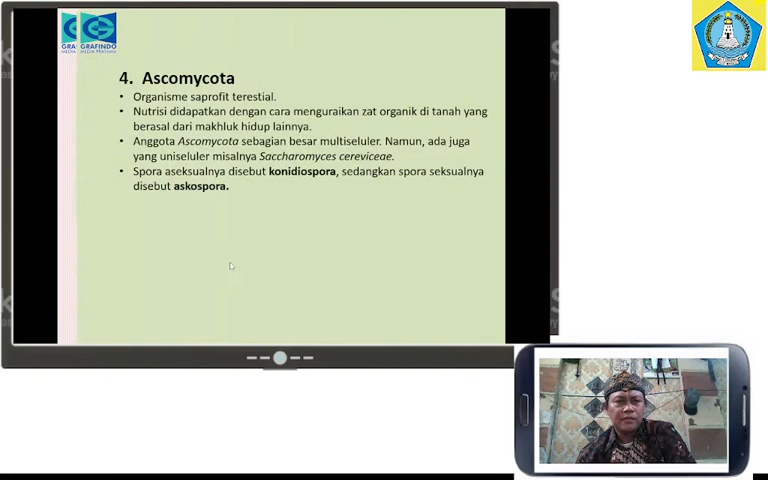 GRAFINDO
MEDIA PRATAMA
4. Ascomycota
• Organisme saprofit terestial.
• Nutrisi didapatkan dengan cara menguraikan zat organik di tanah yang
berasal dari makhluk hidup lainnya.
• Anggota Ascomycota sebagian besar multiseluler. Namun, ada juga
yang uniseluler misalnya Saccharomyces cereviceae.
• Spora aseksualnya disebut konidiospora, sedangkan spora seksualnya
disebut askospora.